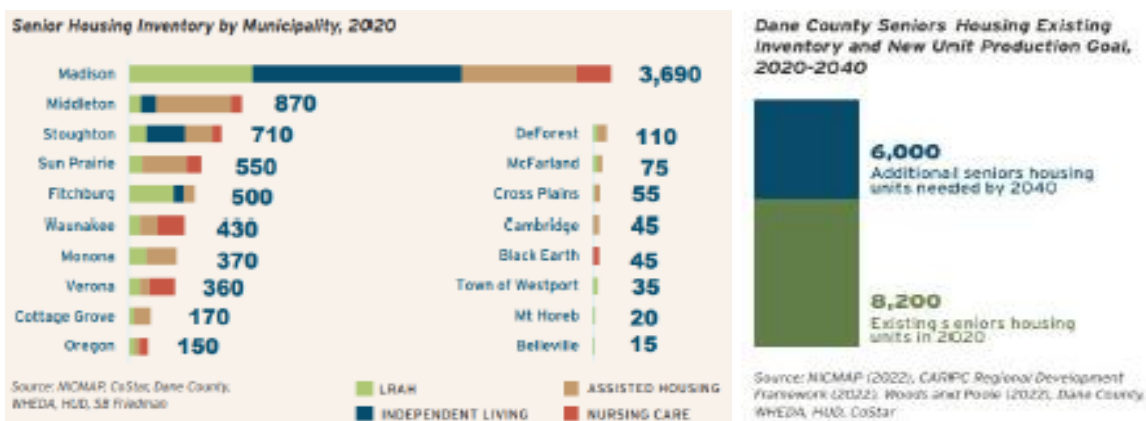 Senior Housing Inventory by Municipality, 2020
Madison 3,690
Middleton 870
Stoughton 710
Sun Prairie 550
Fitchburg 500
Waunakee 430
Monona 370
Verona 360
Cottage Grove 170
Oregon 150
DeForest 110
McFarland 75
Cross Plains 55
Cambridge 45
Black Earth 45
Town of Westport 35
Mt Horeb 20
Belleville 15
Source: NICMAP, CoStar, Dane County,
WHEDA, HUD, SB Friedman
LRAH
ASSISTED HOUSING
INDEPENDENT LIVING
NURSING CARE
Dane County Seniors Housing Existing
Inventory and New Unit Production Goal,
2020-2040
6,000
Additional seniors housing
units needed by 2040
8,200
Existing seniors housing
units in 2020
Source: NICMAP (2022), CARPC Regional Development
Framework (2022), Woods and Poole (2022), Dane County,
WHEDA, HUD, CoStar